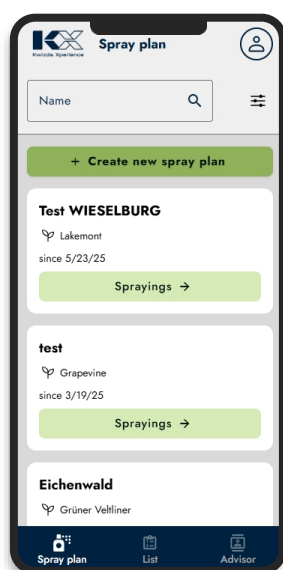 KX
Kwizda Xperience
Spray plan
Name
+ Create new spray plan
Test WIESELBURG
Lakemont
since 5/23/25
Sprayings →
test
Grapevine
since 3/19/25
Sprayings →
Eichenwald
Grüner Veltliner
Spray plan
List
Advisor